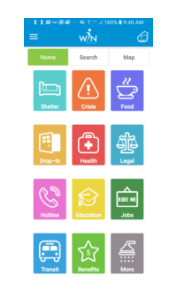 100% 9:40 AM
WIN
Home Search Map
Shelter Crisis Food
Drop-in Health Legal
Hotline Education HIRE ME Jobs
Transit Benefits More